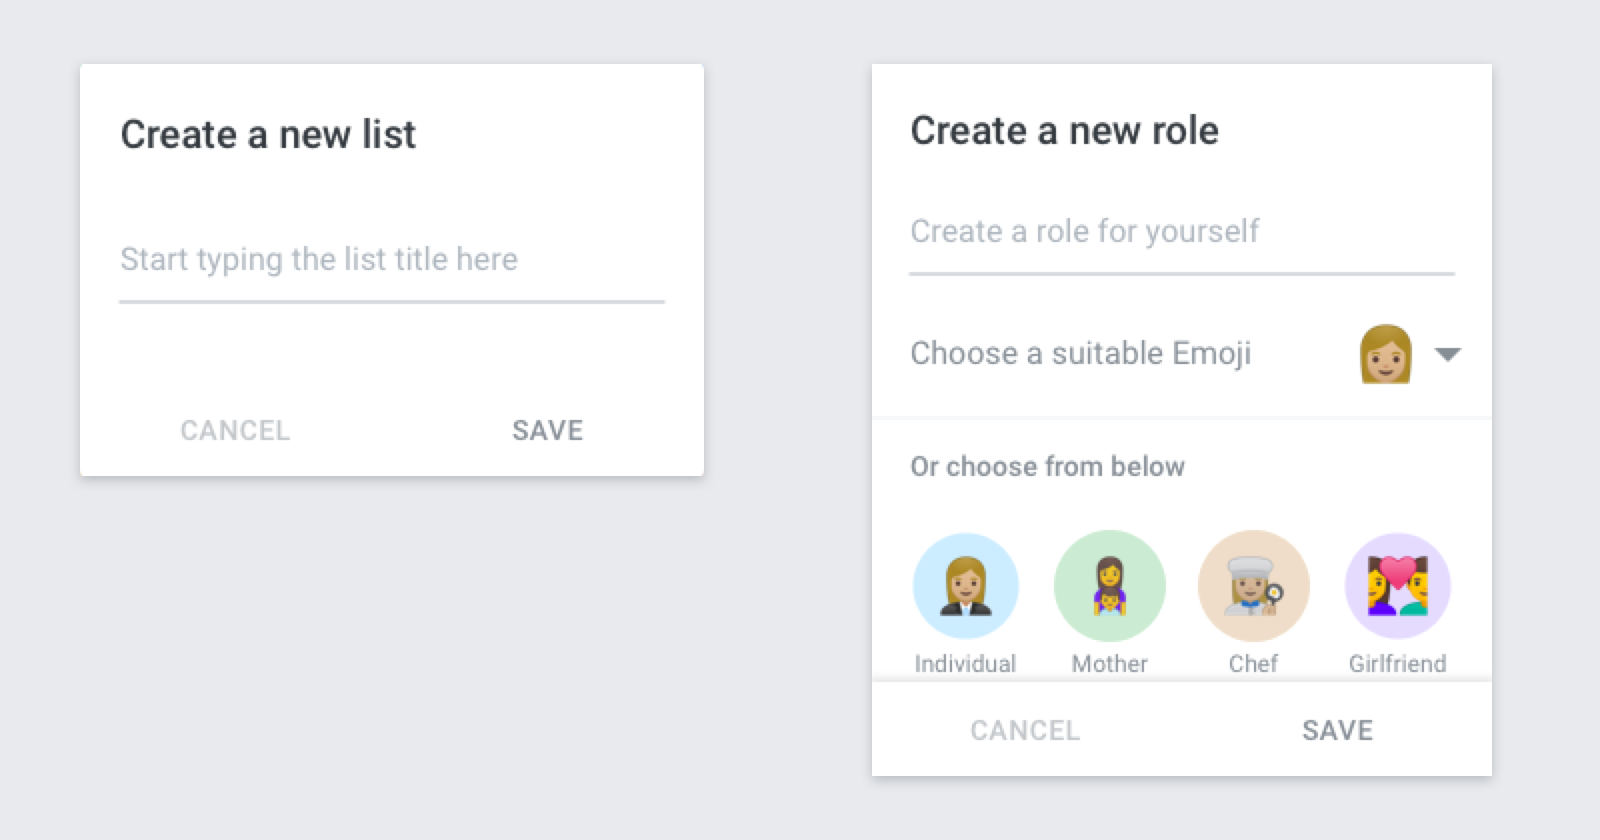 Create a new list
Start typing the list title here
CANCEL
SAVE
Create a new role
Create a role for yourself
Choose a suitable Emoji
Or choose from below
Individual
Mother
Chef
Girlfriend
CANCEL
SAVE